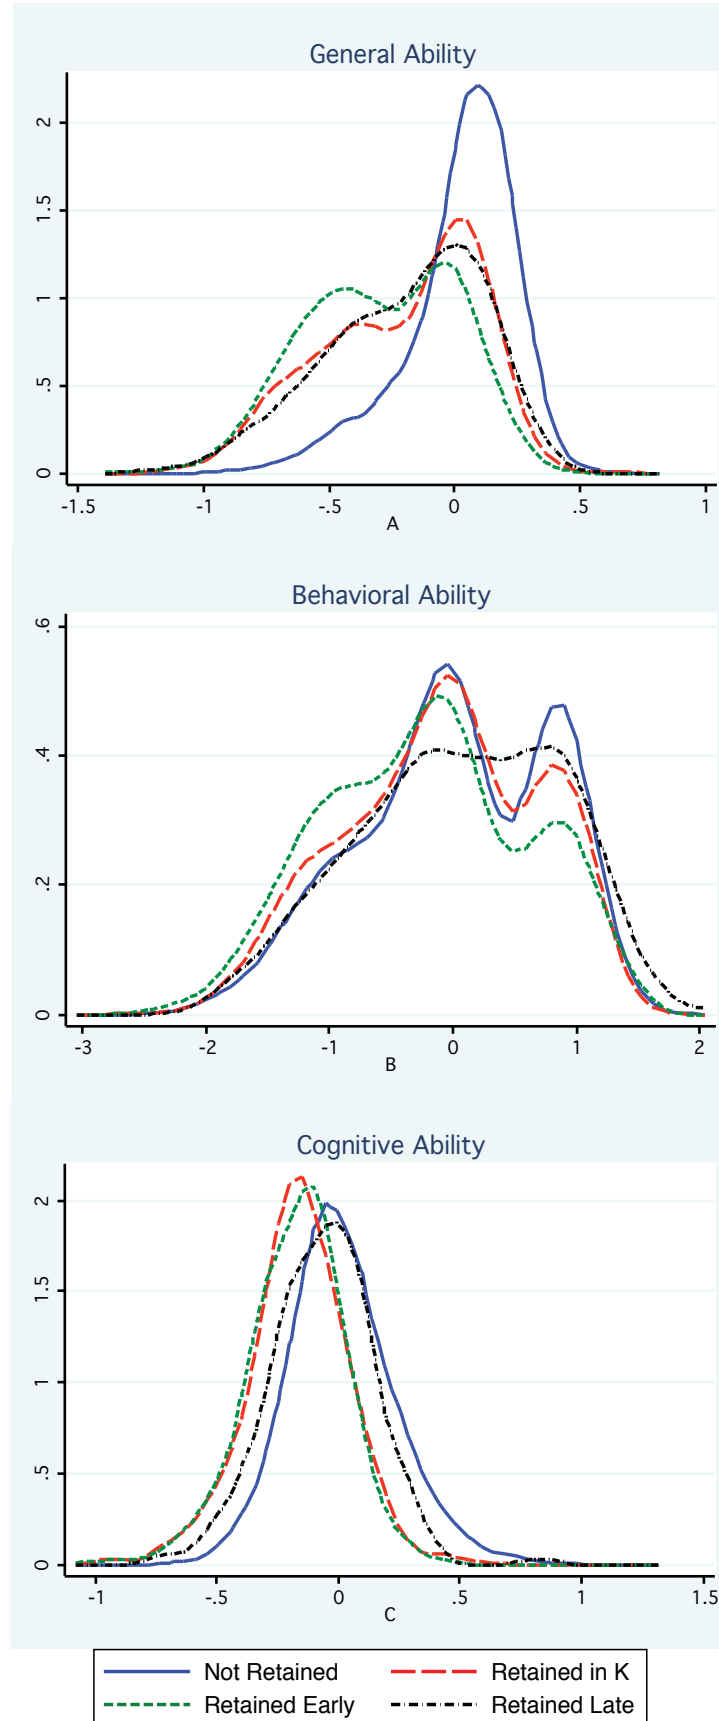 General Ability
2
1.5
1
.5
0
-1.5 -1 -.5 0 .5 1
A
Behavioral Ability
.6
.4
.2
0
-3 -2 -1 0 1 2
B
Cognitive Ability
2
1.5
1
.5
0
-1 -.5 0 .5 1 1.5
C
Not Retained Retained in K
Retained Early Retained Late